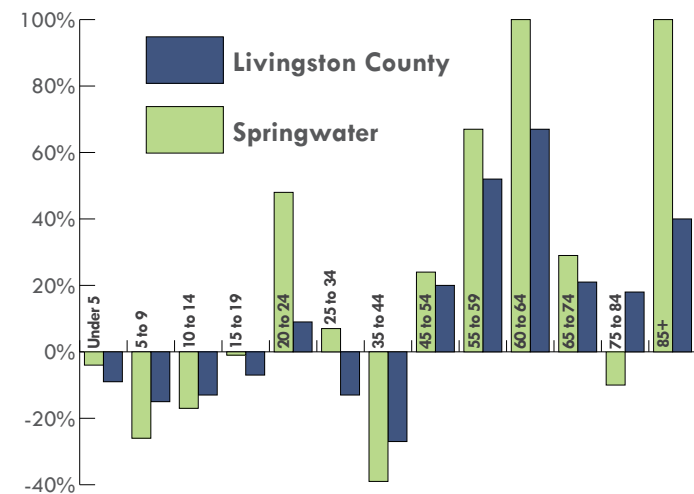 100%
80%
60%
40%
20%
0%
-20%
-40%
Livingston County
Springwater
Under 5
5 to 9
10 to 14
15 to 19
20 to 24
25 to 34
35 to 44
45 to 54
55 to 59
60 to 64
65 to 74
75 to 84
85+